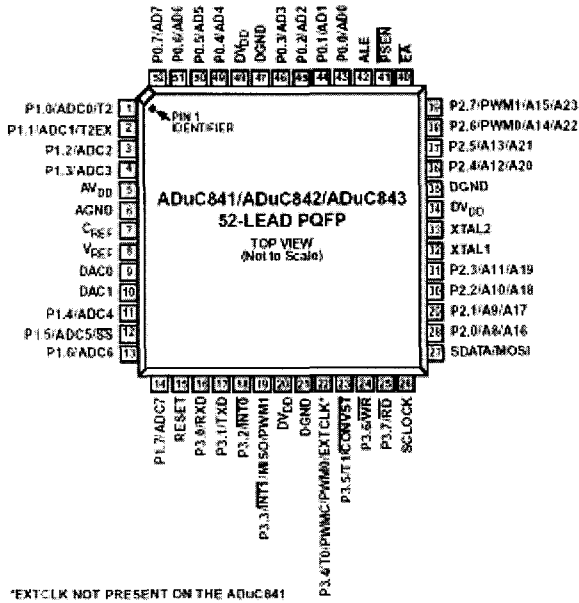 P0.7/AD7
P0.6/AD6
P0.5/AD5
P0.4/AD4
DVDD
DGND
P0.3/AD3
P0.2/AD2
P0.1/AD1
P0.0/AD0
ALE
PSEN
EA
52 51 50 49 48 47 46 45 44 43 42 41 40
P1.0/ADC0/T2 1
P1.1/ADC1/T2EX 2
P1.2/ADC2 3
P1.3/ADC3 4
AVDD 5
AGND 6
CREF 7
VREF 8
DAC0 9
DAC1 10
P1.4/ADC4 11
P1.5/ADC5/SS 12
P1.6/ADC6 13
PIN 1
IDENTIFIER
ADuC841/ADuC842/ADuC843
52-LEAD PQFP
TOP VIEW
(Not to Scale)
39 P2.7/PWM1/A15/A23
38 P2.6/PWM0/A14/A22
37 P2.5/A13/A21
36 P2.4/A12/A20
35 DGND
34 DVDD
33 XTAL2
32 XTAL1
31 P2.3/A11/A19
30 P2.2/A10/A18
29 P2.1/A9/A17
28 P2.0/A8/A16
27 SDATA/MOSI
14 15 16 17 18 19 20 21 22 23 24 25 26
P1.7/ADC7
RESET
P3.0/RXD
P3.1/TXD
P3.2/INT0
P3.3/INT1/MISO/PWM1
DVDD
DGND
P3.4/T0/PWMC/PWM0/EXTCLK*
P3.5/T1/CONVST
P3.6/WR
P3.7/RD
SCLOCK
*EXTCLK NOT PRESENT ON THE ADuC841